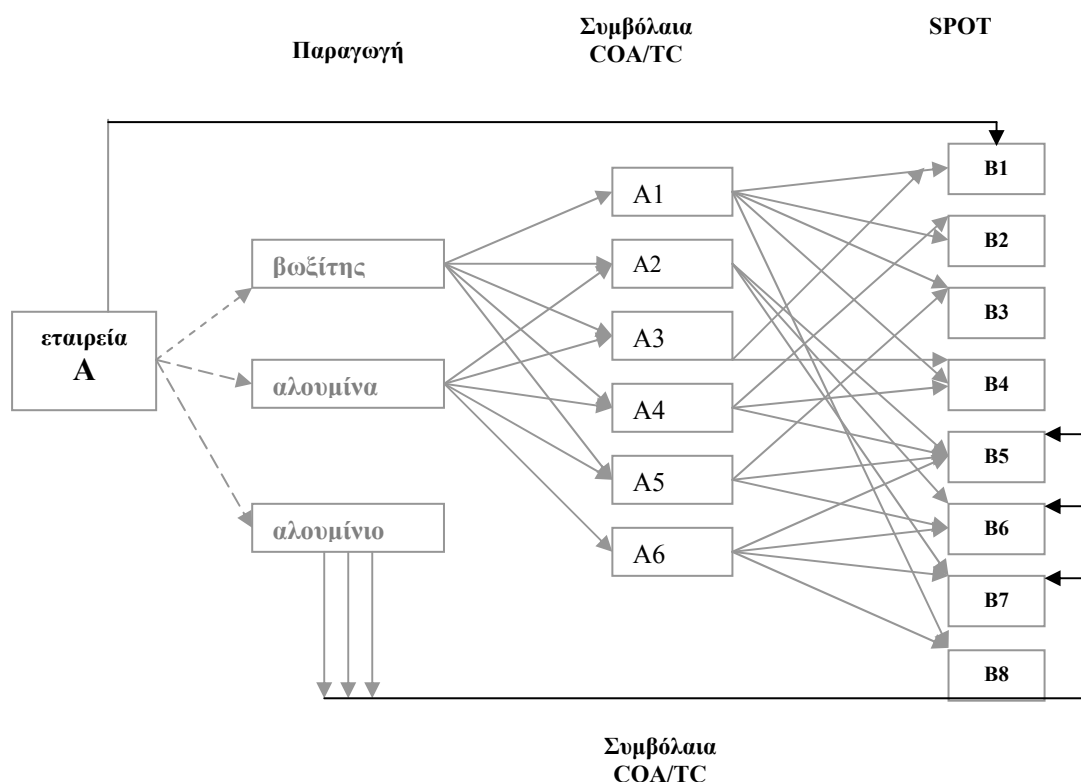 Παραγωγή
Συμβόλαια
COA/TC
SPOT
εταιρεία
A
βωξίτης
αλουμίνα
αλουμίνιο
A1
A2
A3
A4
A5
A6
B1
B2
B3
B4
B5
B6
B7
B8
Συμβόλαια
COA/TC